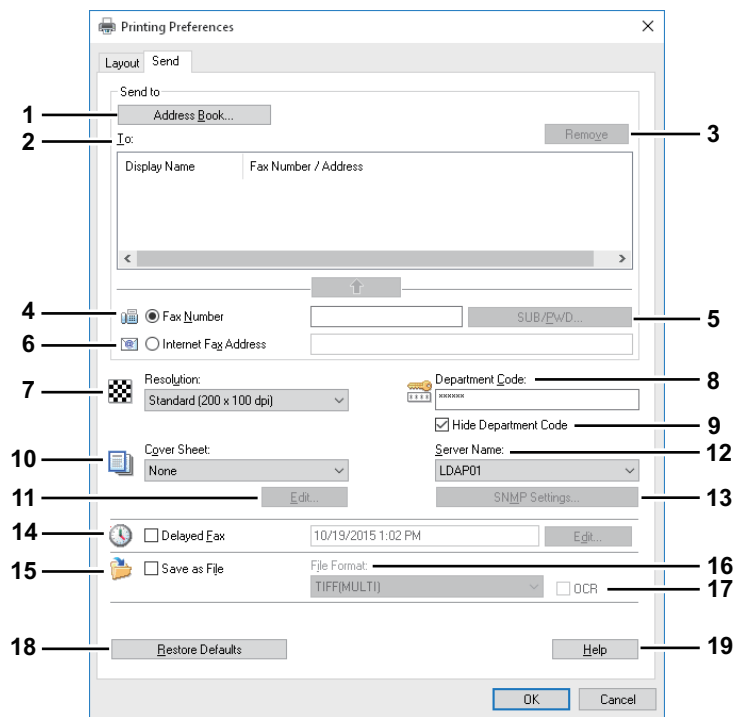 Printing Preferences
Layout Send
Send to
1 Address Book...
2 To:
Remove 3
Display Name Fax Number / Address
4 Fax Number SUB/PWD... 5
6 Internet Fax Address
7 Resolution:
Standard (200 x 100 dpi)
Department Code: 8
******
Hide Department Code 9
10 Cover Sheet:
None
Server Name: 12
LDAP01
11 Edit...
SNMP Settings... 13
14 Delayed Fax 10/19/2015 1:02 PM Edit...
15 Save as File File Format: 16
TIFF(MULTI) OCR 17
18 Restore Defaults Help 19
OK Cancel